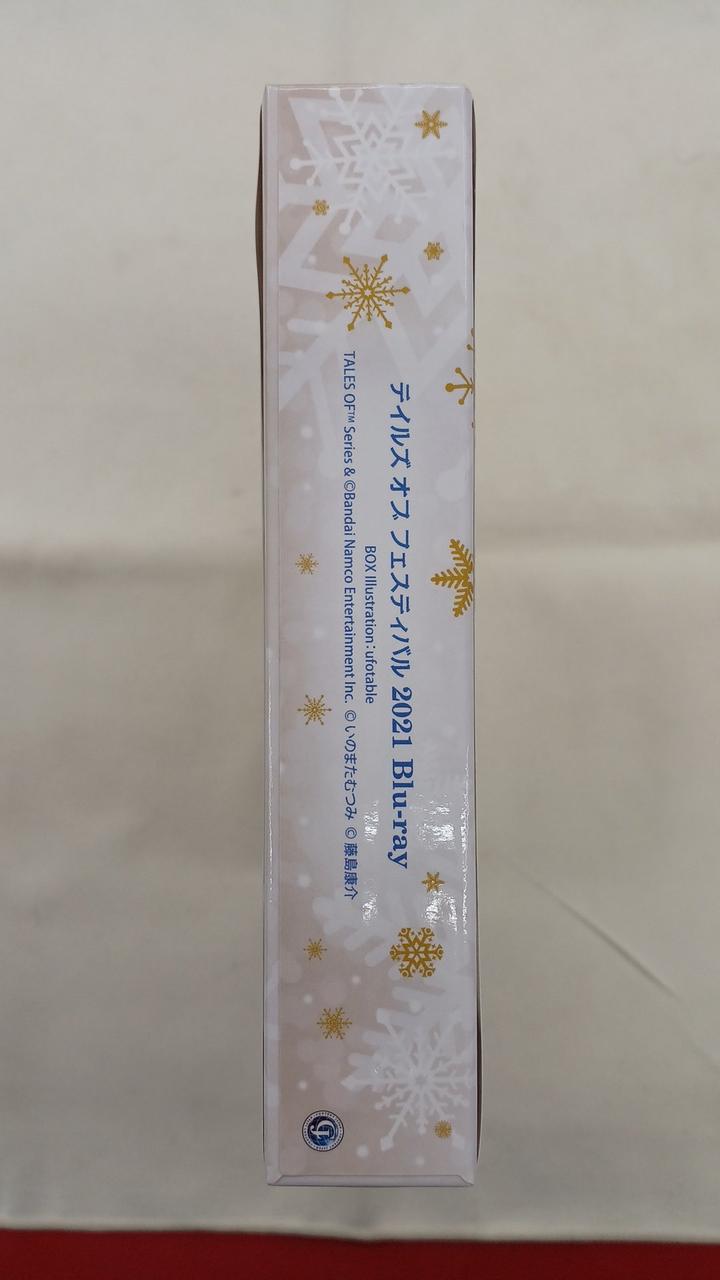 テイルズ オブ フェスティバル 2021 Blu-ray
BOX Illustration：ufotable
TALES OF™ Series & ©Bandai Namco Entertainment Inc. © いのまたむつみ © 藤島康介